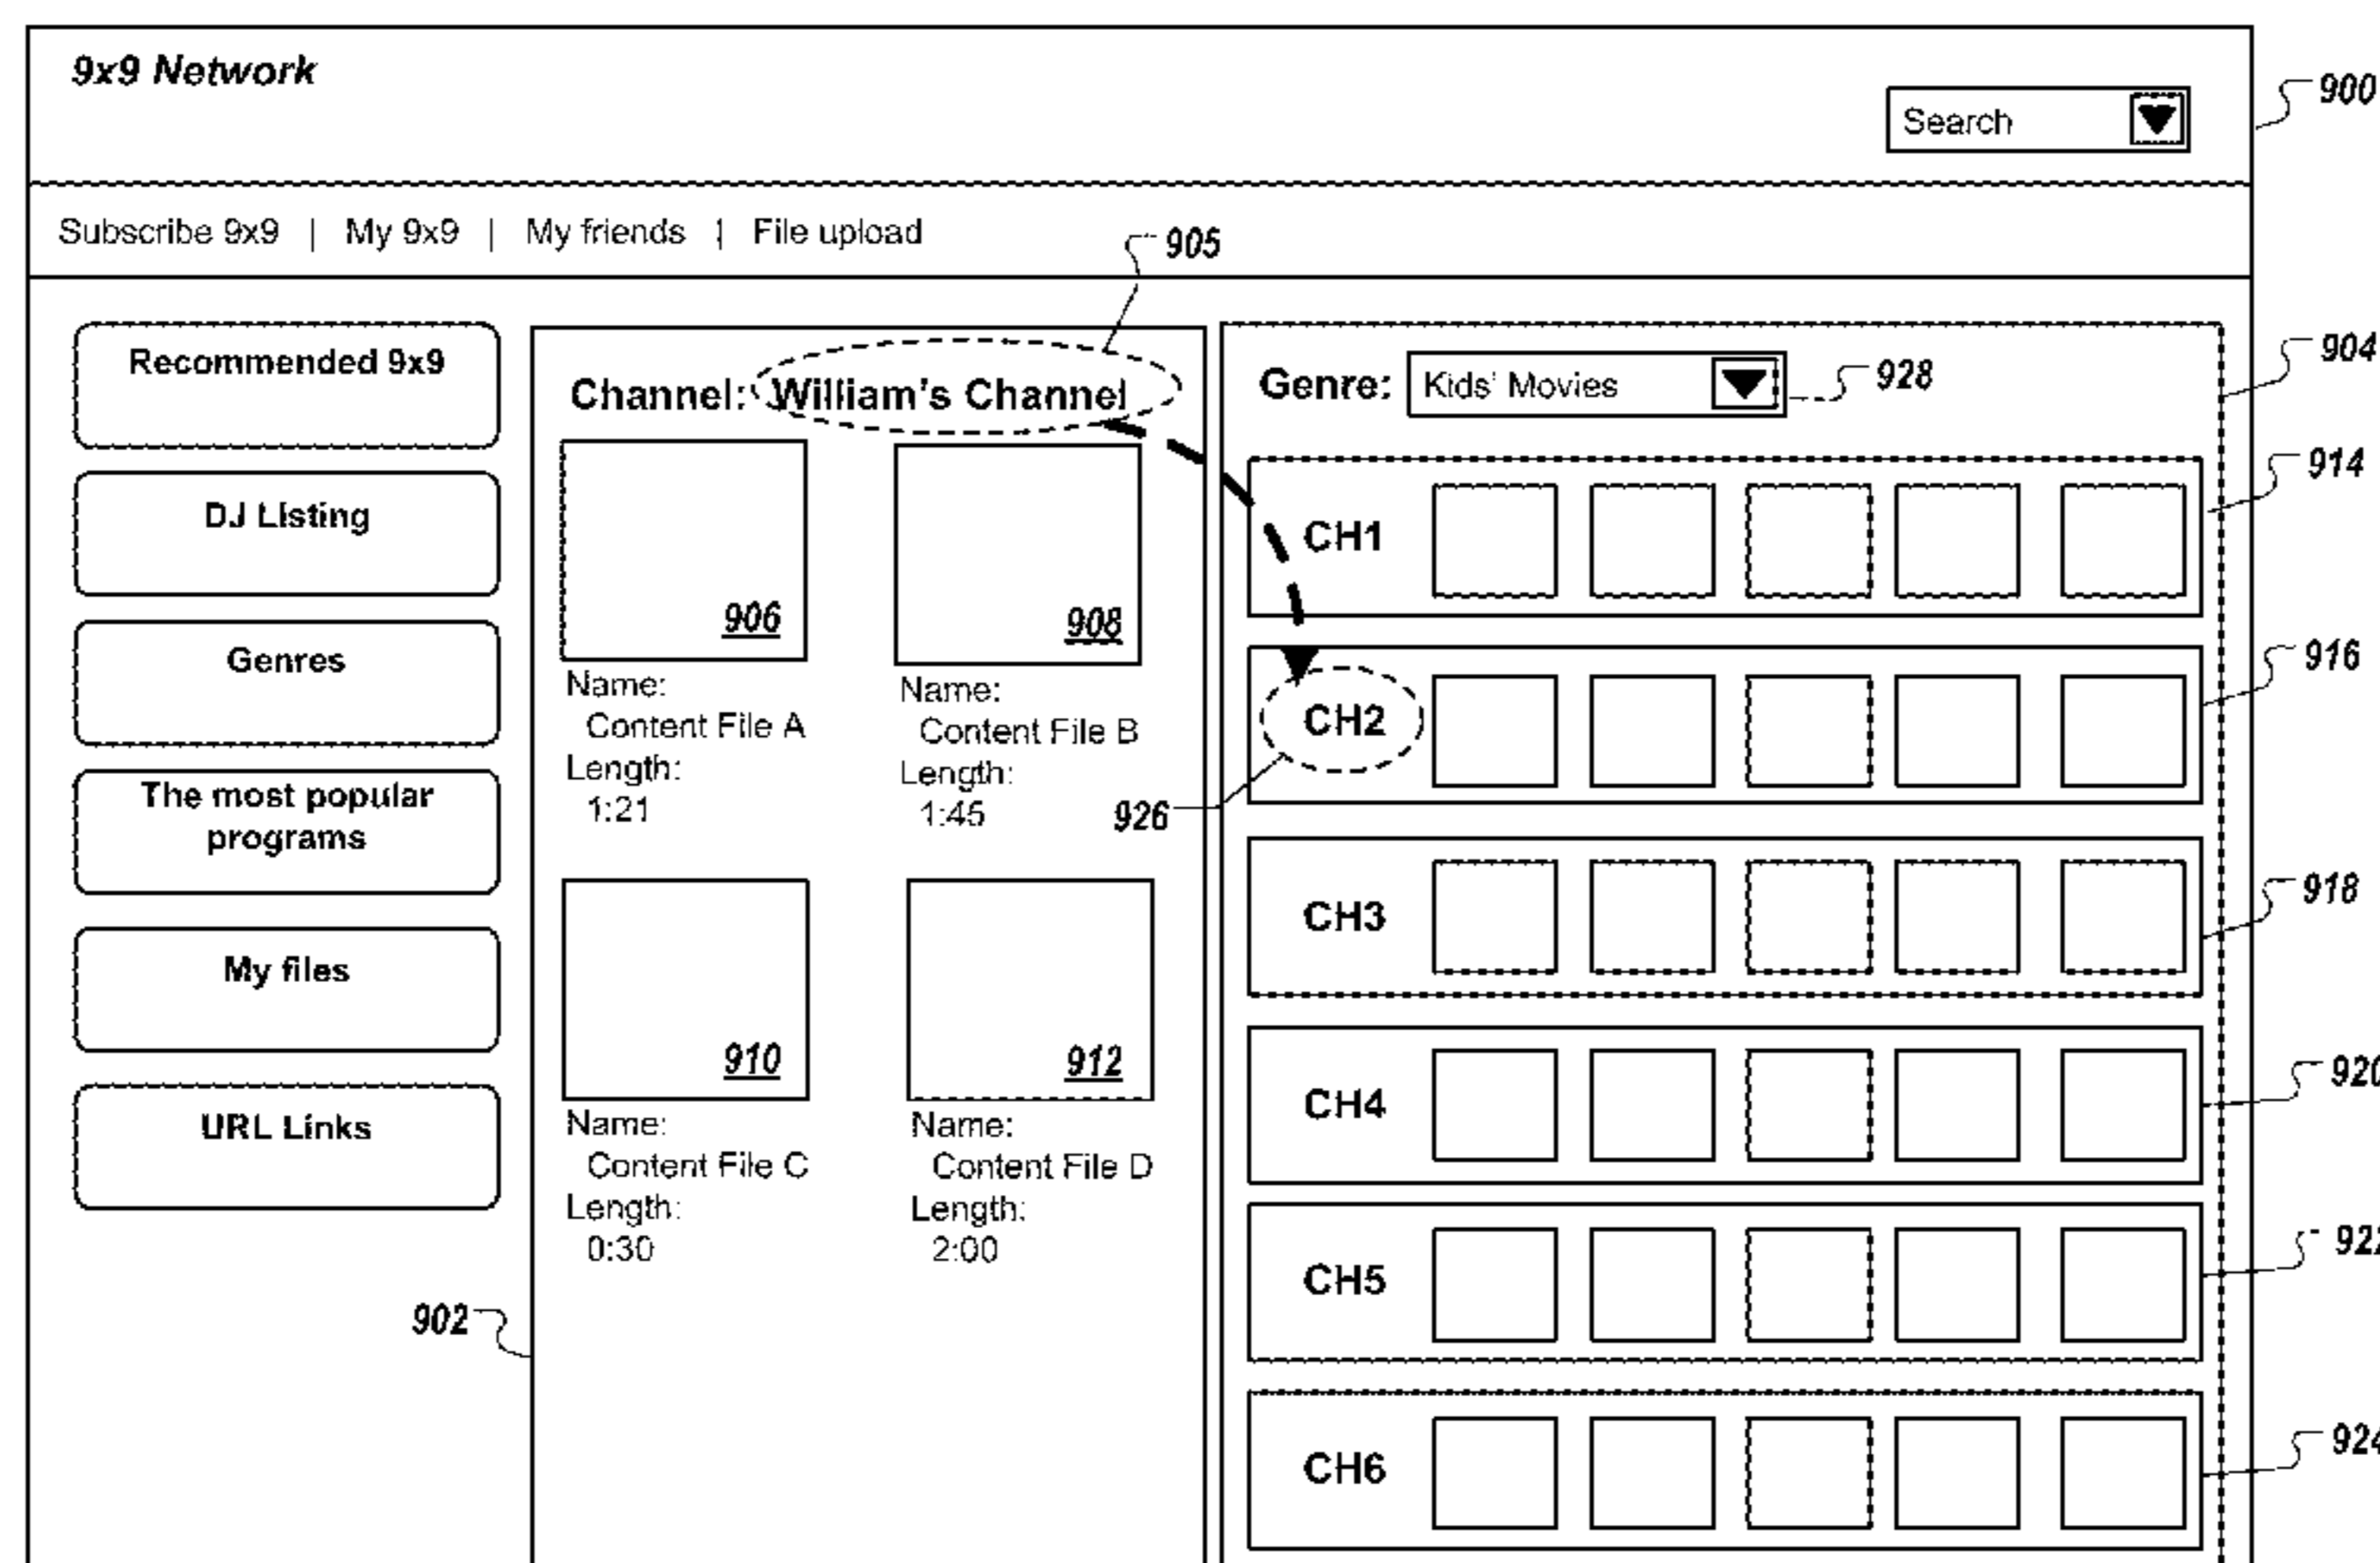 9x9 Network
Search
900
Subscribe 9x9 | My 9x9 | My friends | File upload
905
Recommended 9x9
DJ Listing
Genres
The most popular
programs
My files
URL Links
902
Channel: William's Channel
906
Name:
Content File A
Length:
1:21
908
Name:
Content File B
Length:
1:45
910
Name:
Content File C
Length:
0:30
912
Name:
Content File D
Length:
2:00
Genre: Kids' Movies
928
904
CH1
914
CH2
916
926
CH3
918
CH4
920
CH5
922
CH6
924